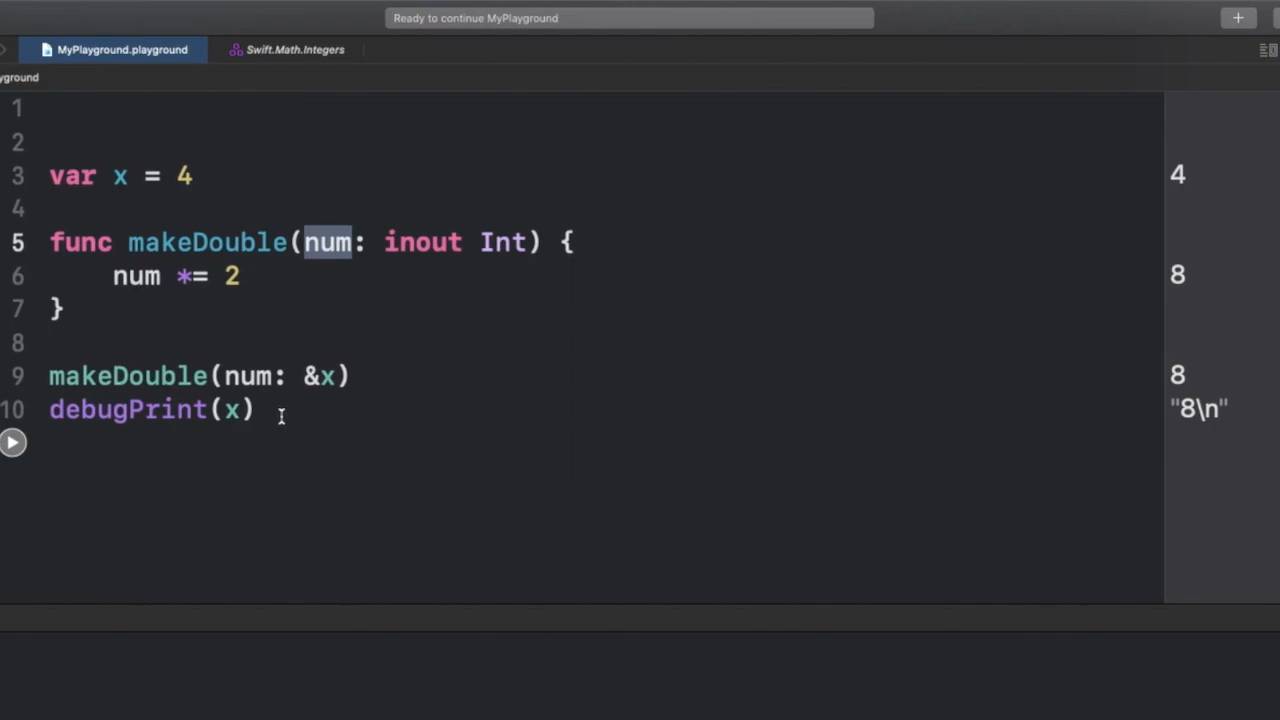 Ready to continue MyPlayground
+
MyPlayground.playground Swift.Math.Integers
yground
1
2
3 var x = 4 4
4
5 func makeDouble(num: inout Int) {
6 num *= 2 8
7 }
8
9 makeDouble(num: &x) 8
10 debugPrint(x) "8\n"